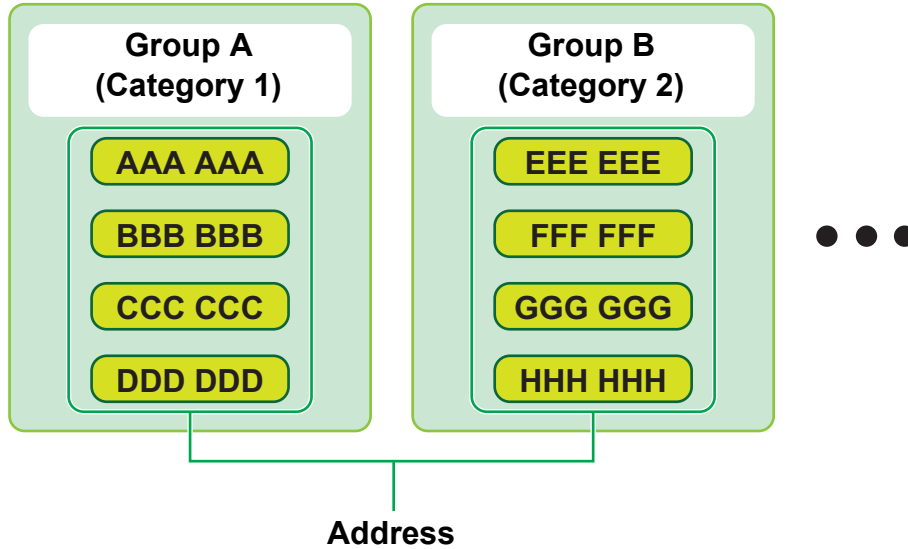 Group A
(Category 1)
AAA AAA
BBB BBB
CCC CCC
DDD DDD
Group B
(Category 2)
EEE EEE
FFF FFF
GGG GGG
HHH HHH
Address